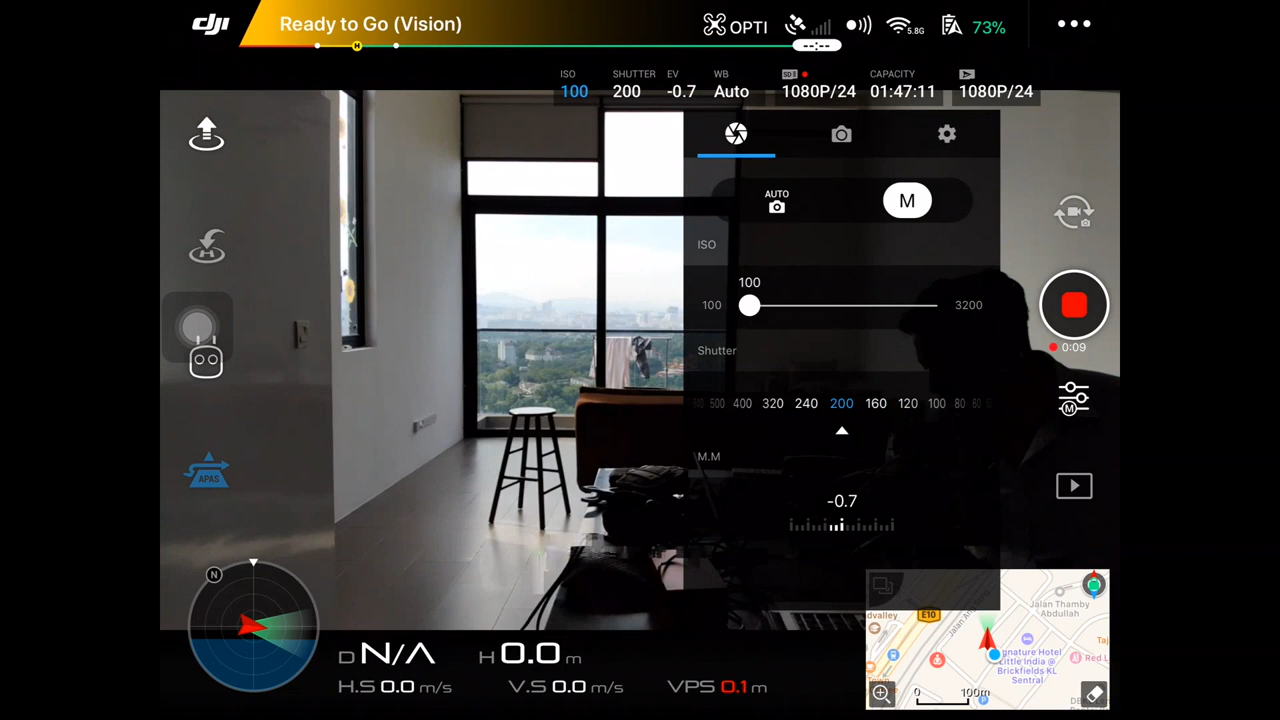 dji Ready to Go (Vision) OPTI 5.8G 73%
H --:--
ISO SHUTTER EV WB SD CAPACITY
100 200 -0.7 Auto 1080P/24 01:47:11 1080P/24
AUTO M
ISO
100
100 3200
0:09
Shutter
500 400 320 240 200 160 120 100 80 60
M
APAS
M.M
-0.7
N
D N/A H 0.0 m
H.S 0.0 m/s V.S 0.0 m/s VPS 0.1 m
E10
Jalan Thamby
Abdullah
Signature Hotel
Little India @
Brickfields KL
Sentral
Red L
0 100m